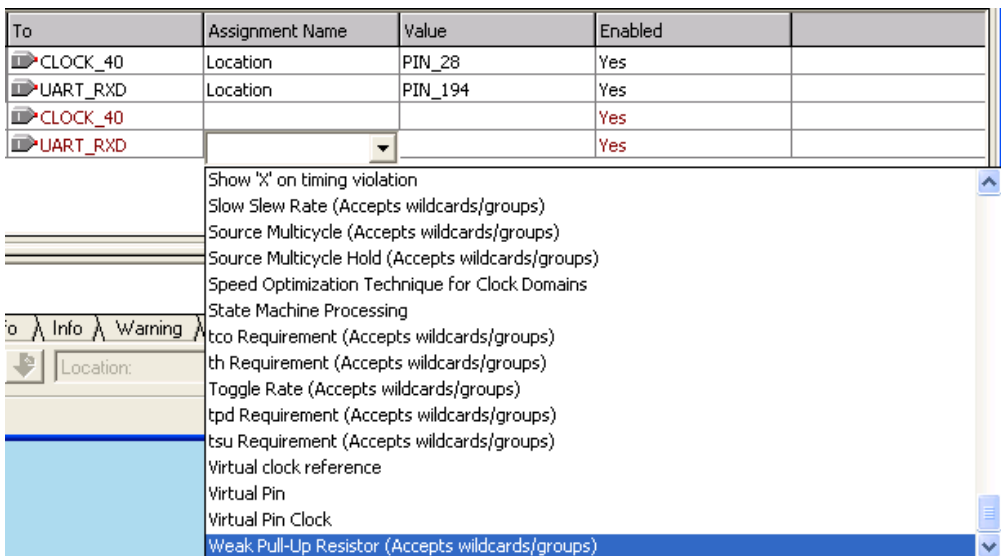 To Assignment Name Value Enabled
CLOCK_40 Location PIN_28 Yes
UART_RXD Location PIN_194 Yes
CLOCK_40 Yes
UART_RXD Yes
Show 'X' on timing violation
Slow Slew Rate (Accepts wildcards/groups)
Source Multicycle (Accepts wildcards/groups)
Source Multicycle Hold (Accepts wildcards/groups)
Speed Optimization Technique for Clock Domains
State Machine Processing
Info Warning
tco Requirement (Accepts wildcards/groups)
th Requirement (Accepts wildcards/groups)
Location:
Toggle Rate (Accepts wildcards/groups)
tpd Requirement (Accepts wildcards/groups)
tsu Requirement (Accepts wildcards/groups)
Virtual clock reference
Virtual Pin
Virtual Pin Clock
Weak Pull-Up Resistor (Accepts wildcards/groups)